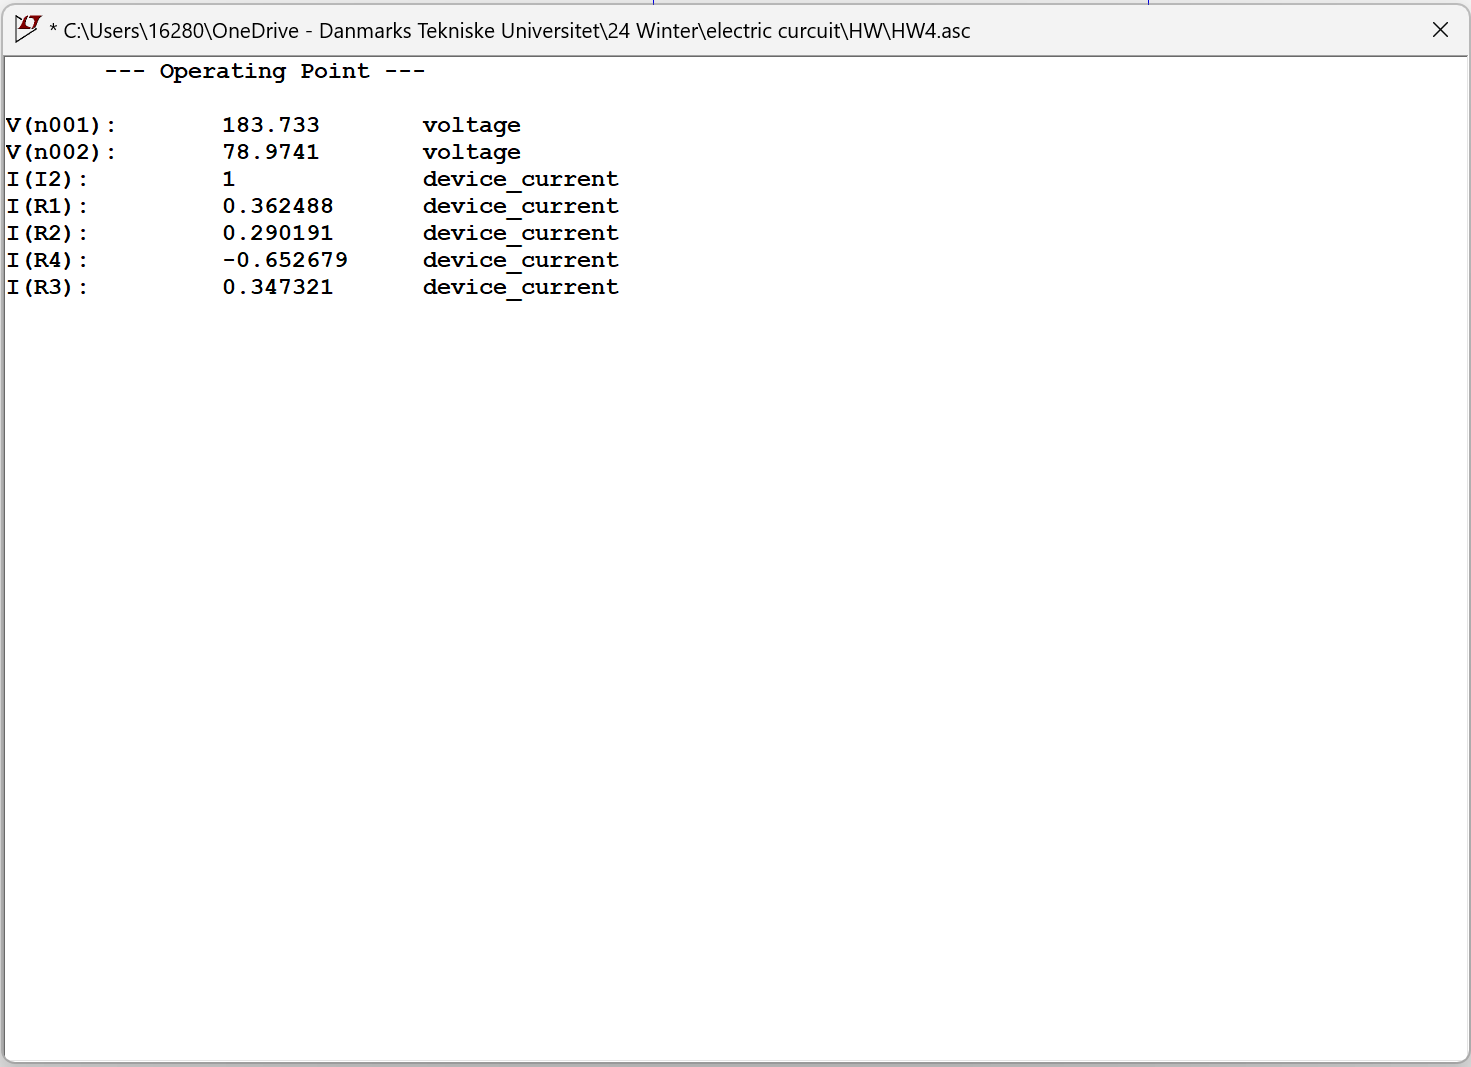 * C:\Users\16280\OneDrive - Danmarks Tekniske Universitet\24 Winter\electric curcuit\HW\HW4.asc
--- Operating Point ---
V(n001): 183.733 voltage
V(n002): 78.9741 voltage
I(I2): 1 device_current
I(R1): 0.362488 device_current
I(R2): 0.290191 device_current
I(R4): -0.652679 device_current
I(R3): 0.347321 device_current